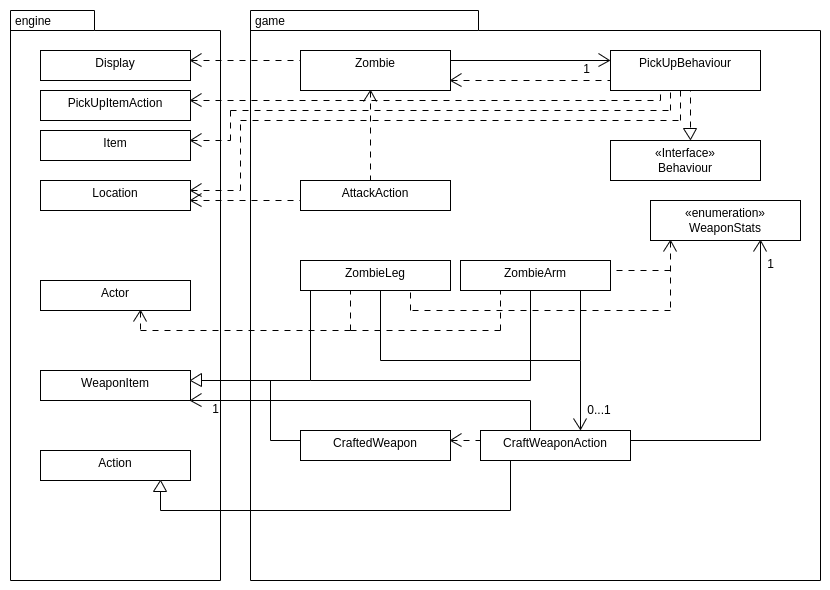 engine
game
Display
Zombie
PickUpBehaviour
1
PickUpItemAction
Item
«Interface»
Behaviour
Location
AttackAction
«enumeration»
WeaponStats
1
ZombieLeg
ZombieArm
Actor
WeaponItem
1
0...1
CraftedWeapon
CraftWeaponAction
Action